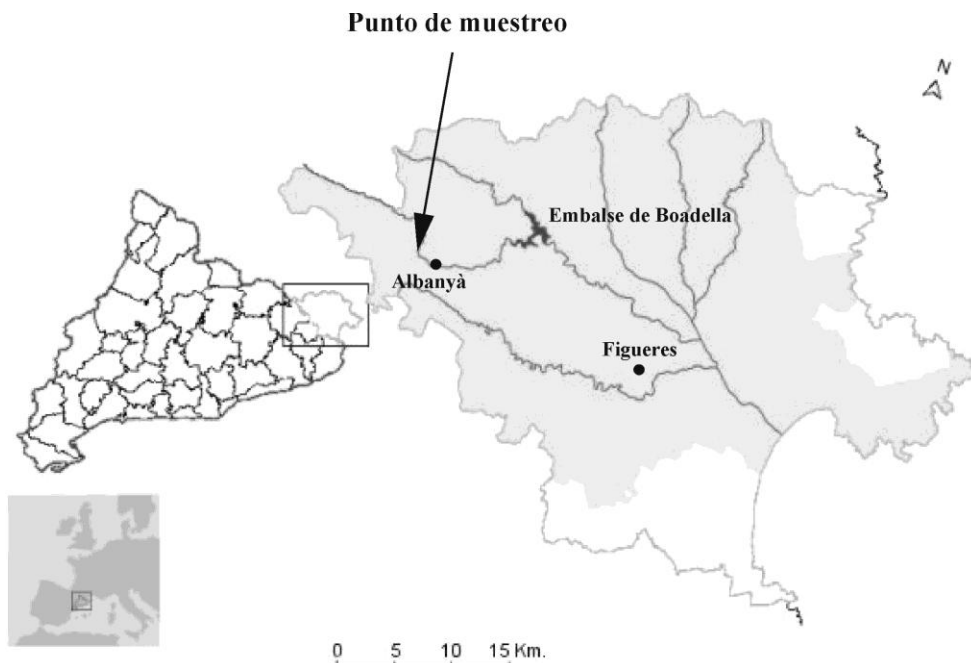 Punto de muestreo
N
Embalse de Boadella
Albanyà
Figueres
0 5 10 15 Km.